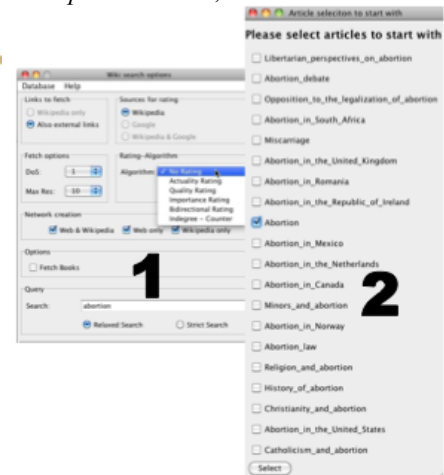 Article seleciton to start with
Please select articles to start with
Libertarian_perspectives_on_abortion
Abortion_debate
Opposition_to_the_legalization_of_abortion
Abortion_in_South_Africa
Miscarriage
Abortion_in_the_United_Kingdom
Abortion_in_Romania
Abortion_in_the_Republic_of_Ireland
Abortion
Abortion_in_Mexico
Abortion_in_the_Netherlands
Abortion_in_Canada
Minors_and_abortion
Abortion_in_Norway
Abortion_law
Religion_and_abortion
History_of_abortion
Christianity_and_abortion
Abortion_in_the_United_States
Catholicism_and_abortion
Select
2
Wiki search options
Database Help
Links to fetch
Wikipedia only
Also external links
Sources for rating
Wikipedia
Google
Wikipedia & Google
Fetch options
DoS: 1
Max Res: 10
Rating-Algorithm
Algorithm: No Rating
Actuality Rating
Quality Rating
Importance Rating
Bidirectional Rating
Indegree - Counter
Network creation
Web & Wikipedia Web only Wikipedia only
Options
Fetch Books
1
Query
Search: abortion
Relaxed Search Strict Search